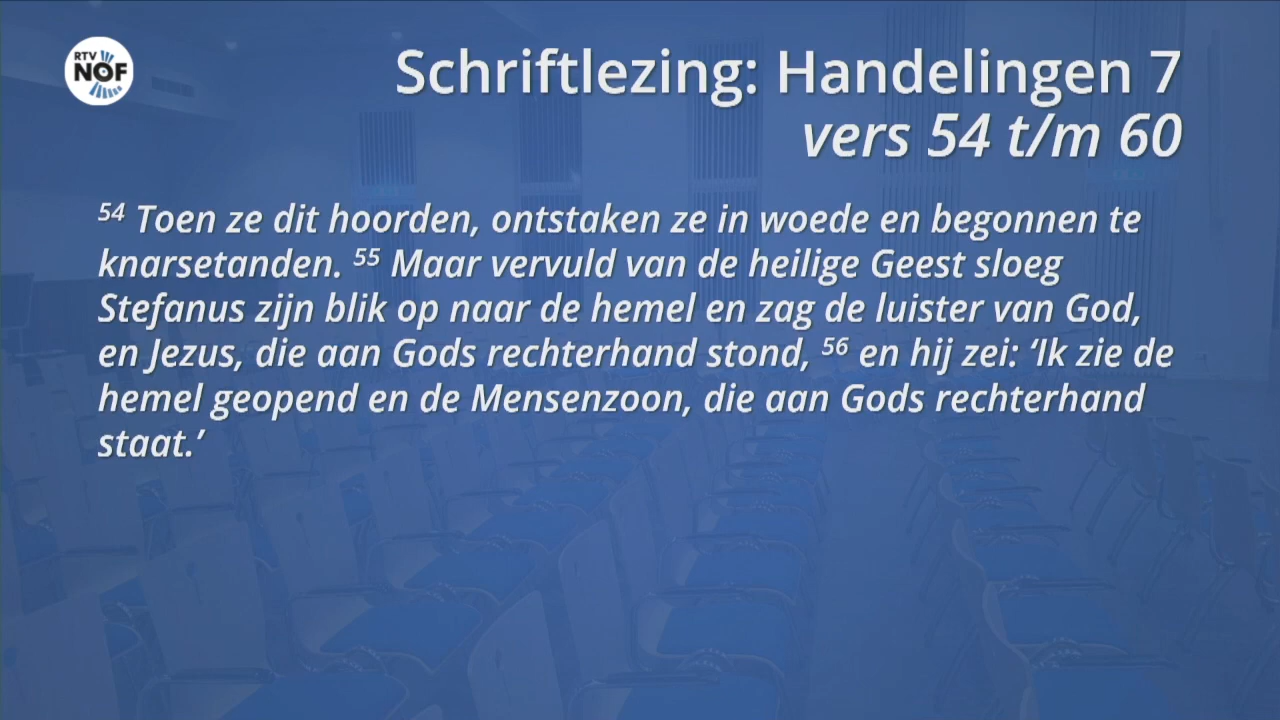 RTV
NOF
Schriftlezing: Handelingen 7
vers 54 t/m 60
54 Toen ze dit hoorden, ontstaken ze in woede en begonnen te
knarsetanden. 55 Maar vervuld van de heilige Geest sloeg
Stefanus zijn blik op naar de hemel en zag de luister van God,
en Jezus, die aan Gods rechterhand stond, 56 en hij zei: ‘Ik zie de
hemel geopend en de Mensenzoon, die aan Gods rechterhand
staat.’